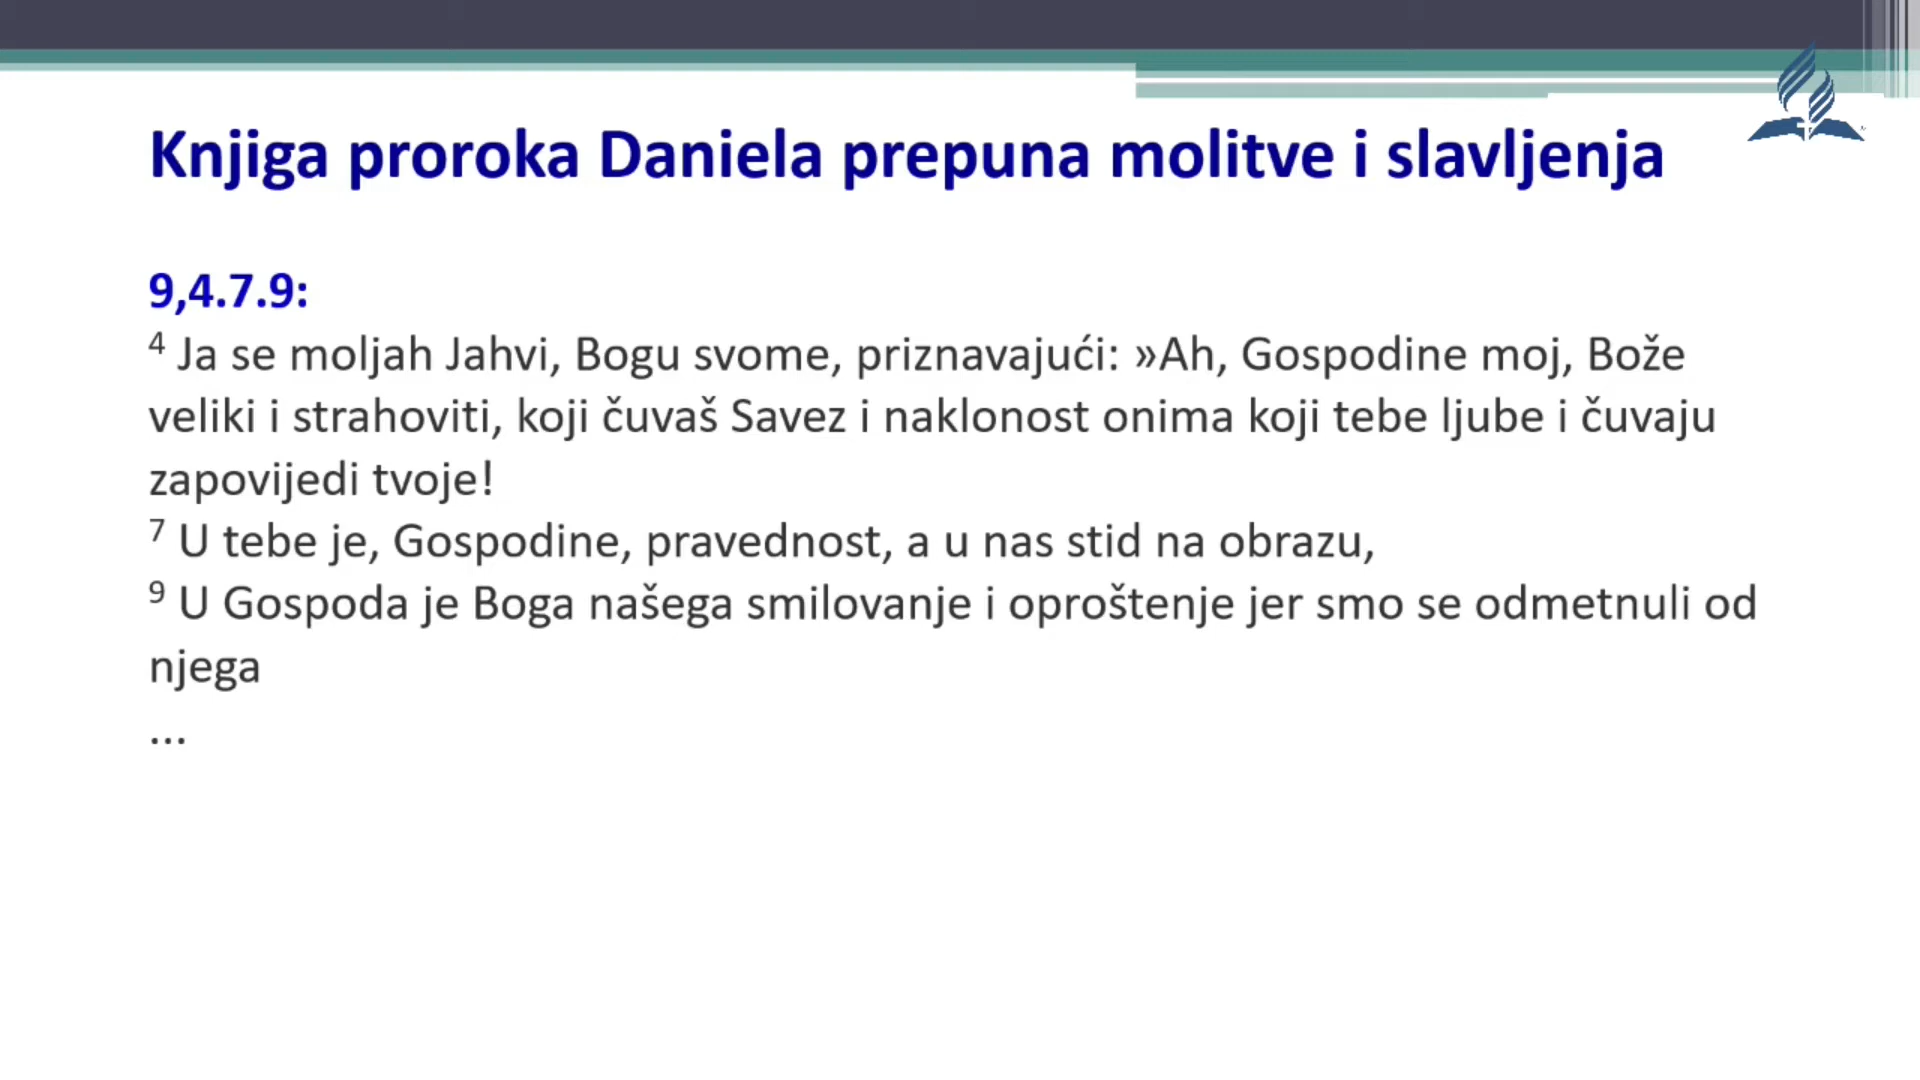 Knjiga proroka Daniela prepuna molitve i slavljenja
9,4.7.9:
4 Ja se moljah Jahvi, Bogu svome, priznavajući: »Ah, Gospodine moj, Bože
veliki i strahoviti, koji čuvaš Savez i naklonost onima koji tebe ljube i čuvaju
zapovijedi tvoje!
7 U tebe je, Gospodine, pravednost, a u nas stid na obrazu,
9 U Gospoda je Boga našega smilovanje i oproštenje jer smo se odmetnuli od
njega
...